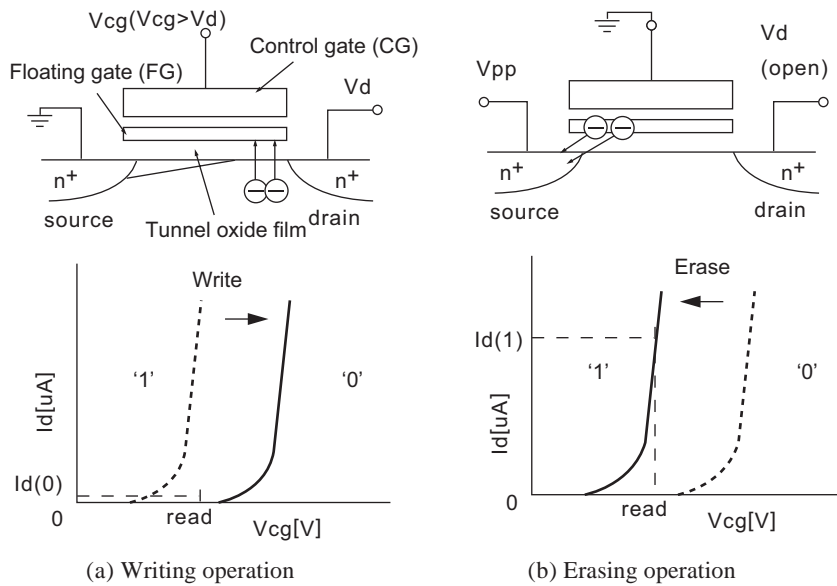 Vcg(Vcg>Vd)
Control gate (CG)
Floating gate (FG)
Vd
n+
n+
source
drain
Tunnel oxide film
Write
'1'
'0'
Id[uA]
Id(0)
0
read
Vcg[V]
(a) Writing operation
Vd
Vpp
(open)
n+
n+
source
drain
Erase
Id(1)
'1'
'0'
Id[uA]
0
read
Vcg[V]
(b) Erasing operation